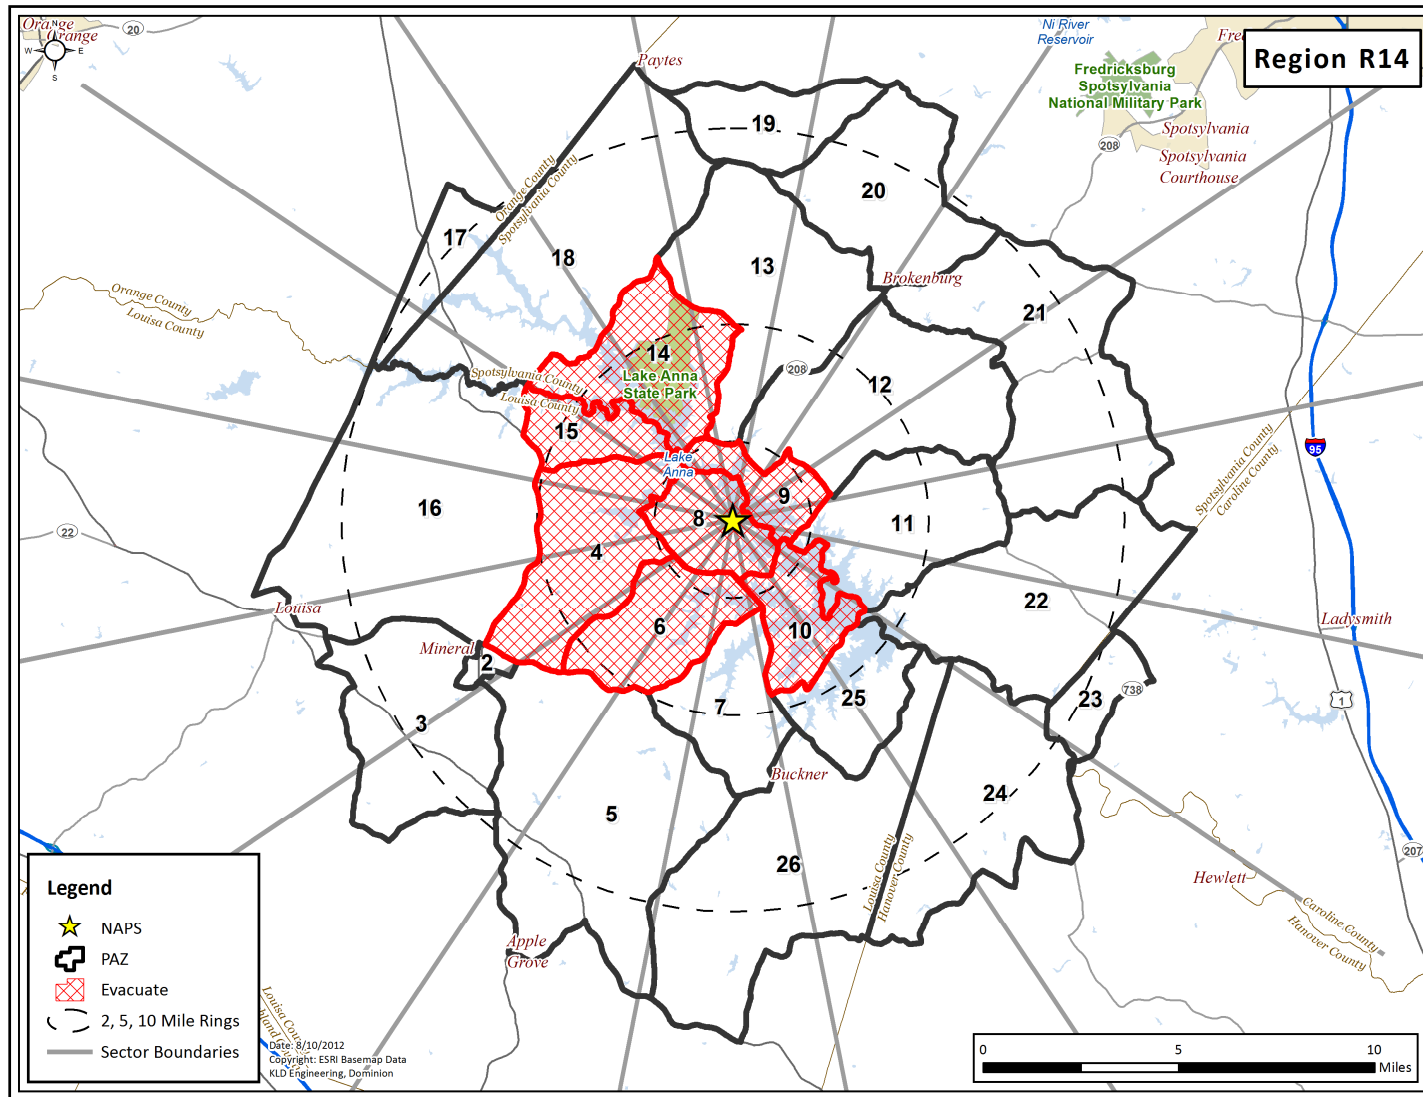 Region R14
Orange
Orange
N
W
E
S
20
Paytes
Ni River
Reservoir
Fredricksburg
Spotsylvania
National Military Park
Spotsylvania
208
Spotsylvania
Courthouse
19
20
Orange County
Spotsylvania County
17
18
13
Brokenburg
21
Orange County
Louisa County
14
Lake Anna
State Park
208
12
Spotsylvania County
Louisa County
15
Lake
Anna
95
Spotsylvania County
Caroline County
16
9
8
11
22
4
Louisa
6
10
22
Ladysmith
Mineral
2
7
25
23
738
1
3
Buckner
5
24
26
207
Louisa County
Hanover County
Hewlett
Caroline County
Hanover County
Apple
Grove
Louisa County
Legend
NAPS
PAZ
Evacuate
2, 5, 10 Mile Rings
Sector Boundaries
Date: 8/10/2012
Copyright: ESRI Basemap Data
KLD Engineering, Dominion
0
5
10
Miles